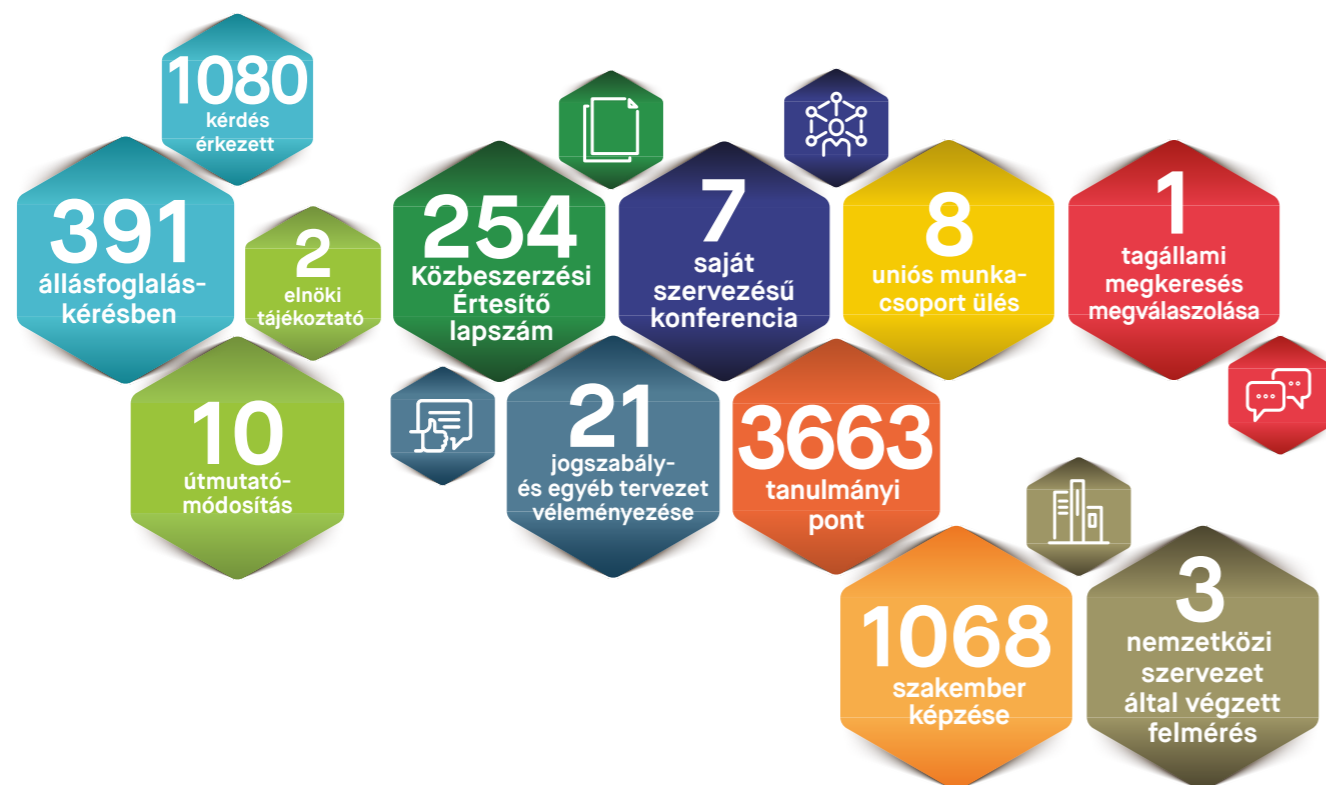 1080
kérdés
érkezett
391
állásfoglalás-
kérésben
2
elnöki
tájékoztató
10
útmutató-
módosítás
254
Közbeszerzési
Értesítő
lapszám
7
saját
szervezésű
konferencia
8
uniós munka-
csoport ülés
1
tagállami
megkeresés
megválaszolása
21
jogszabály-
és egyéb tervezet
véleményezése
3663
tanulmányi
pont
1068
szakember
képzése
3
nemzetközi
szervezet
által végzett
felmérés